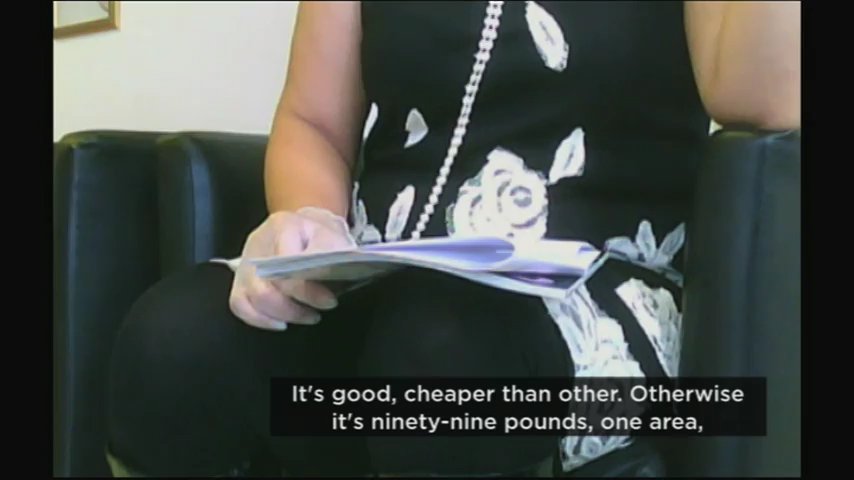 It's good, cheaper than other. Otherwise
it's ninety-nine pounds, one area,